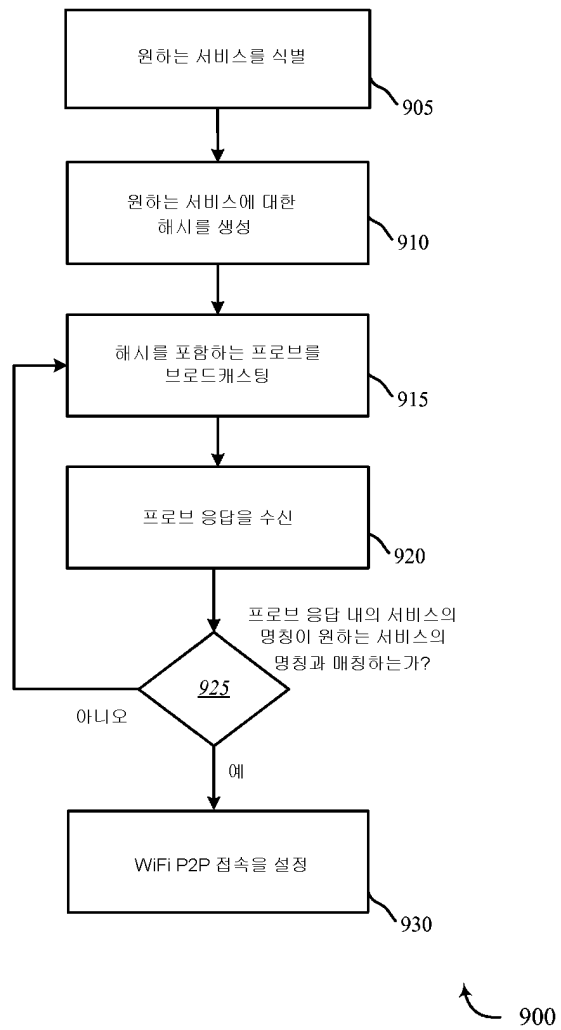 원하는 서비스를 식별
905
원하는 서비스에 대한
해시를 생성
910
해시를 포함하는 프로브를
브로드캐스팅
915
프로브 응답을 수신
920
프로브 응답 내의 서비스의
명칭이 원하는 서비스의
명칭과 매칭하는가?
925
아니오
예
WiFi P2P 접속을 설정
930
900